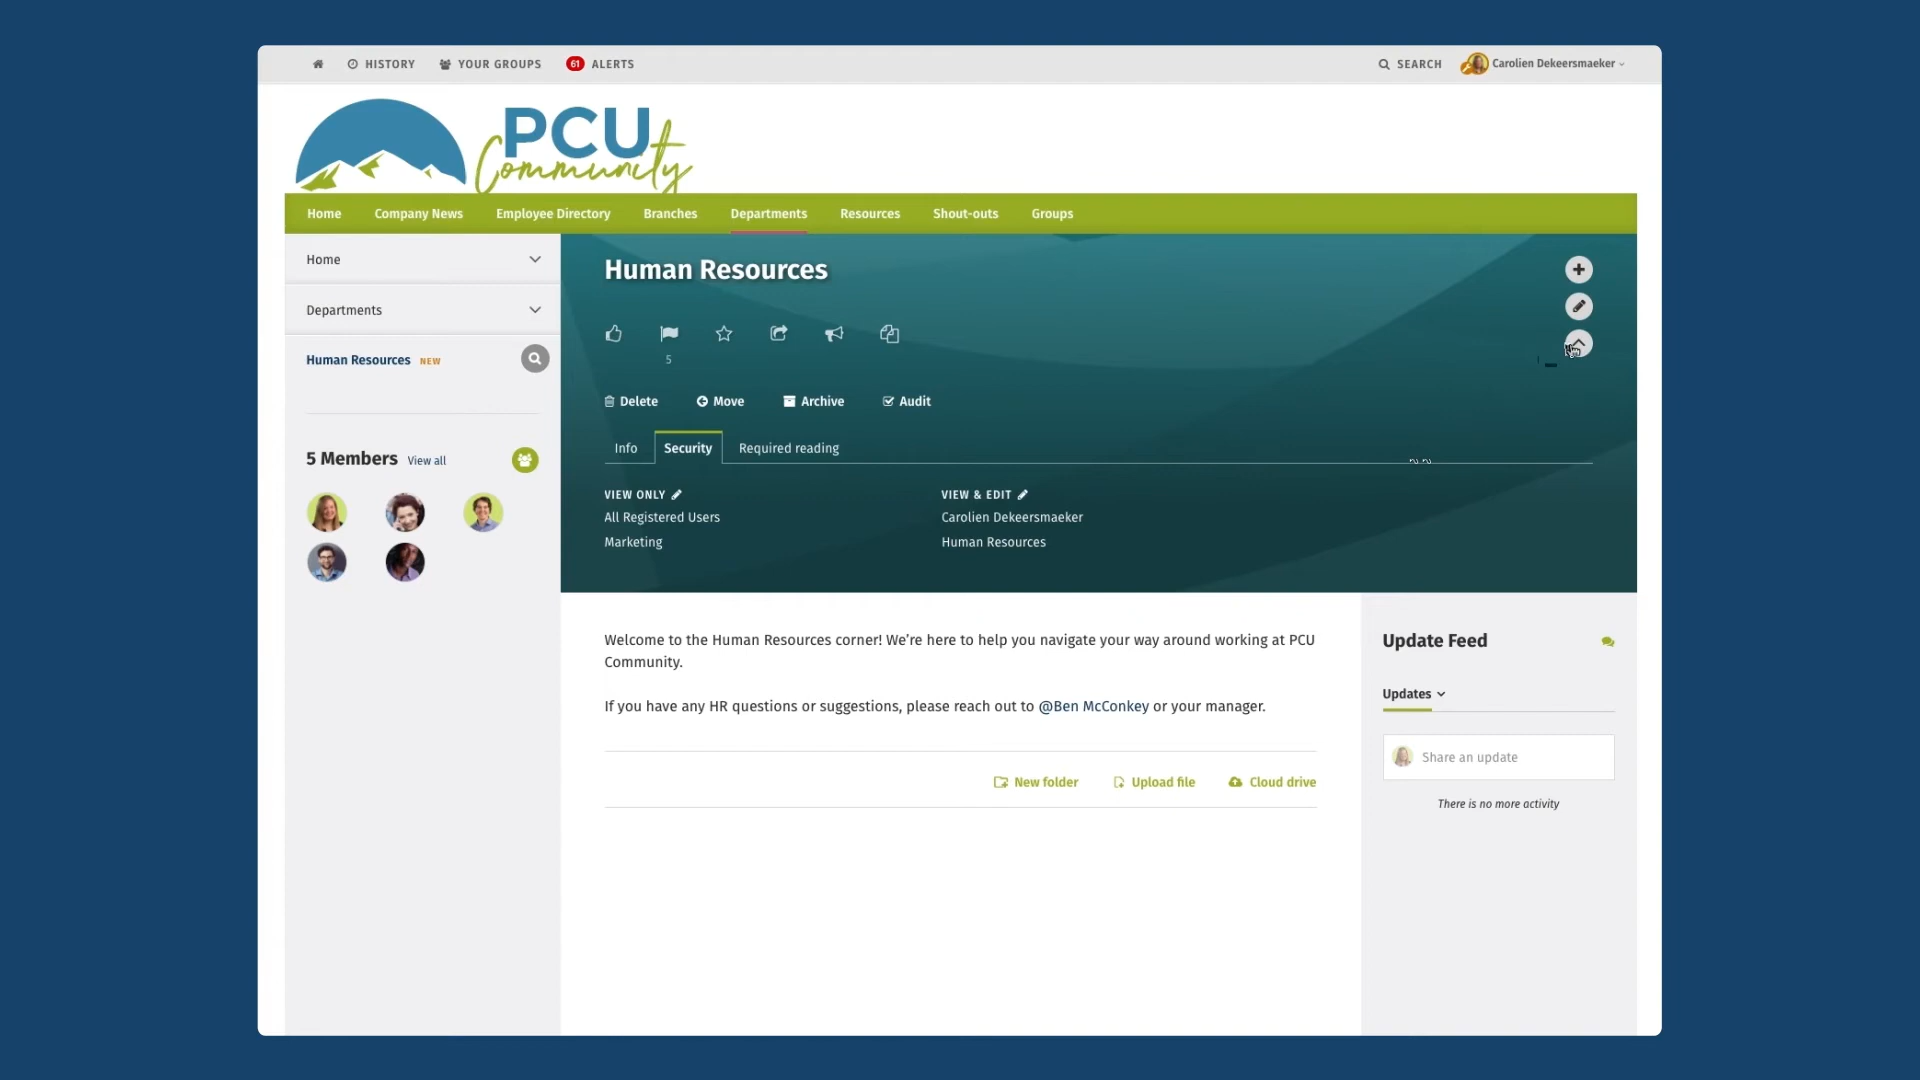 HISTORY
YOUR GROUPS
61 ALERTS
SEARCH
Carolien Dekeersmaeker
PCU
Community
Home
Company News
Employee Directory
Branches
Departments
Resources
Shout-outs
Groups
Home
Departments
Human Resources NEW
5 Members View all
Human Resources
5
Delete
Move
Archive
Audit
Info
Security
Required reading
VIEW ONLY
All Registered Users
Marketing
VIEW & EDIT
Carolien Dekeersmaeker
Human Resources
Welcome to the Human Resources corner! We’re here to help you navigate your way around working at PCU
Community.
If you have any HR questions or suggestions, please reach out to @Ben McConkey or your manager.
New folder
Upload file
Cloud drive
Update Feed
Updates
Share an update
There is no more activity